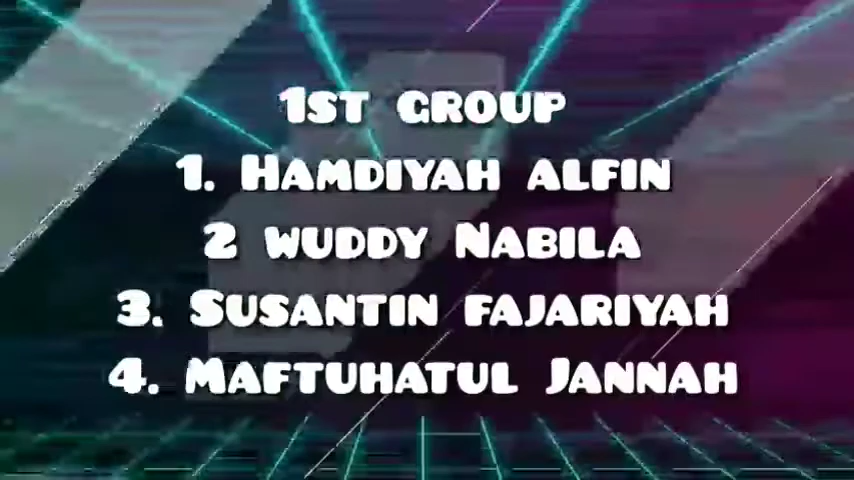 1ST GROUP
1. HAMDIYAH ALFIN
2 WUDDY NABILA
3. SUSANTIN FAJARIYAH
4. MAFTUHATUL JANNAH